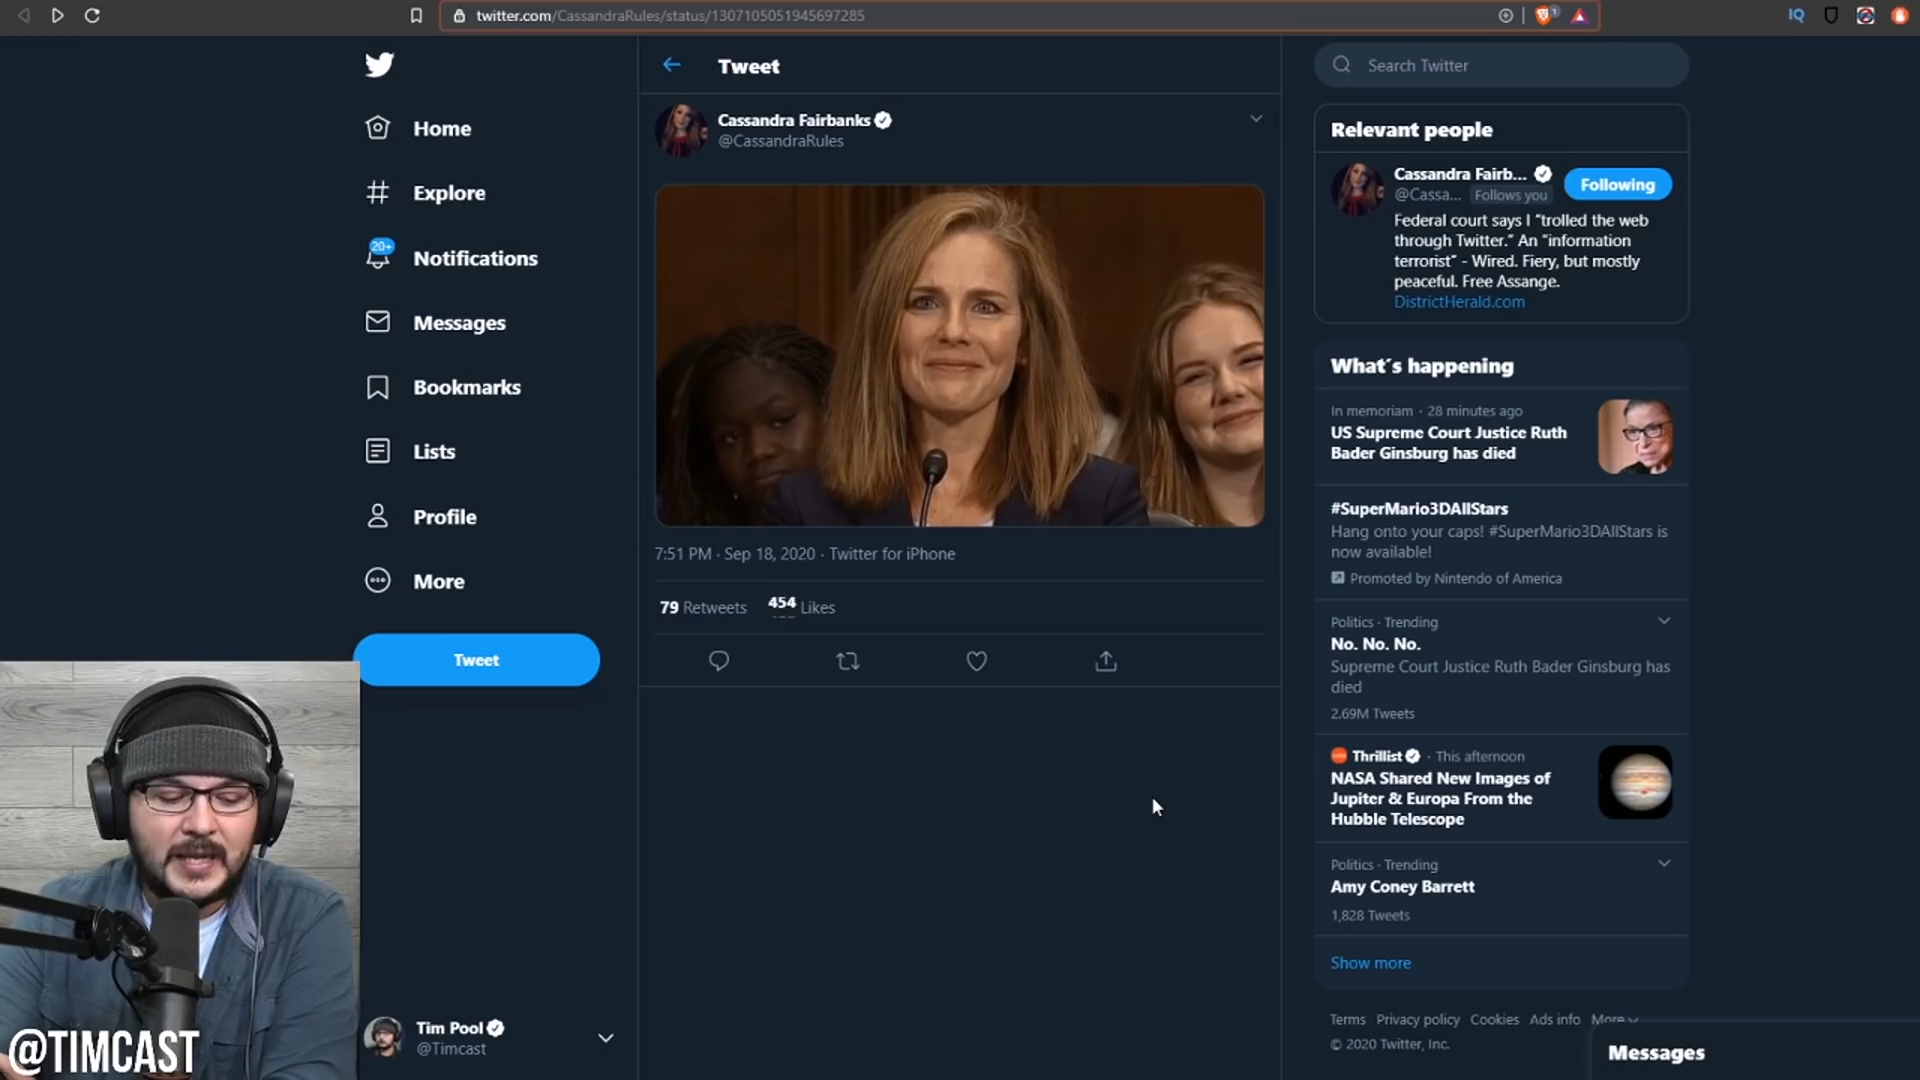 twitter.com/CassandraRules/status/1307105051945697285
1
IQ
Home
Explore
20+
Notifications
Messages
Bookmarks
Lists
Profile
More
Tweet
Tim Pool
@Timcast
@TIMCAST
Tweet
Cassandra Fairbanks
@CassandraRules
7:51 PM · Sep 18, 2020 · Twitter for iPhone
79 Retweets 454 Likes
Search Twitter
Relevant people
Cassandra Fairb...
@Cassa... Follows you
Following
Federal court says I "trolled the web
through Twitter." An "information
terrorist" - Wired. Fiery, but mostly
peaceful. Free Assange.
DistrictHerald.com
What's happening
In memoriam · 28 minutes ago
US Supreme Court Justice Ruth
Bader Ginsburg has died
#SuperMario3DAllStars
Hang onto your caps! #SuperMario3DAllStars is
now available!
Promoted by Nintendo of America
Politics · Trending
No. No. No.
Supreme Court Justice Ruth Bader Ginsburg has
died
2.69M Tweets
Thrillist · This afternoon
NASA Shared New Images of
Jupiter & Europa From the
Hubble Telescope
Politics · Trending
Amy Coney Barrett
1,828 Tweets
Show more
Terms Privacy policy Cookies Ads info More
© 2020 Twitter, Inc.
Messages